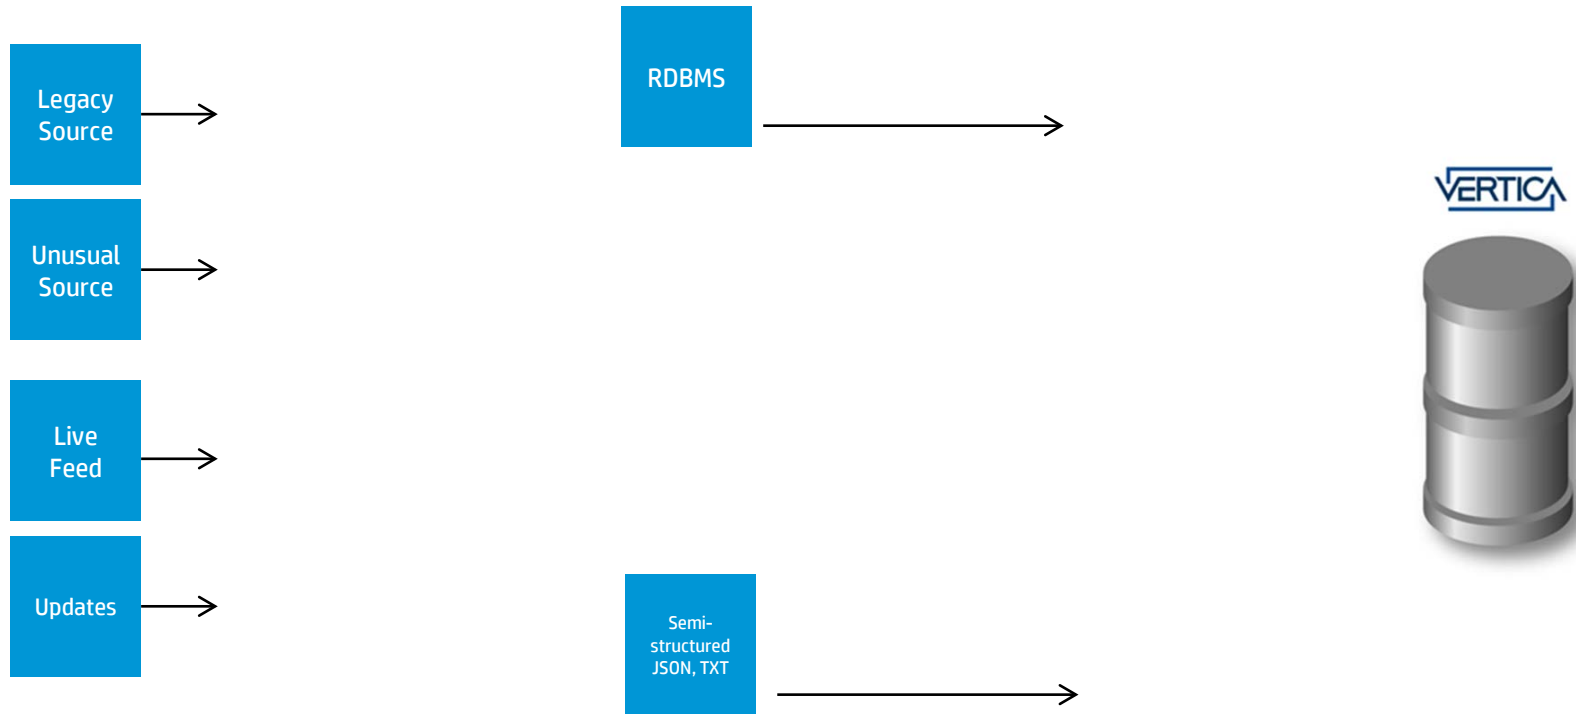 Legacy
Source
Unusual
Source
Live
Feed
Updates
RDBMS
Semi-
structured
JSON, TXT
VERTICA